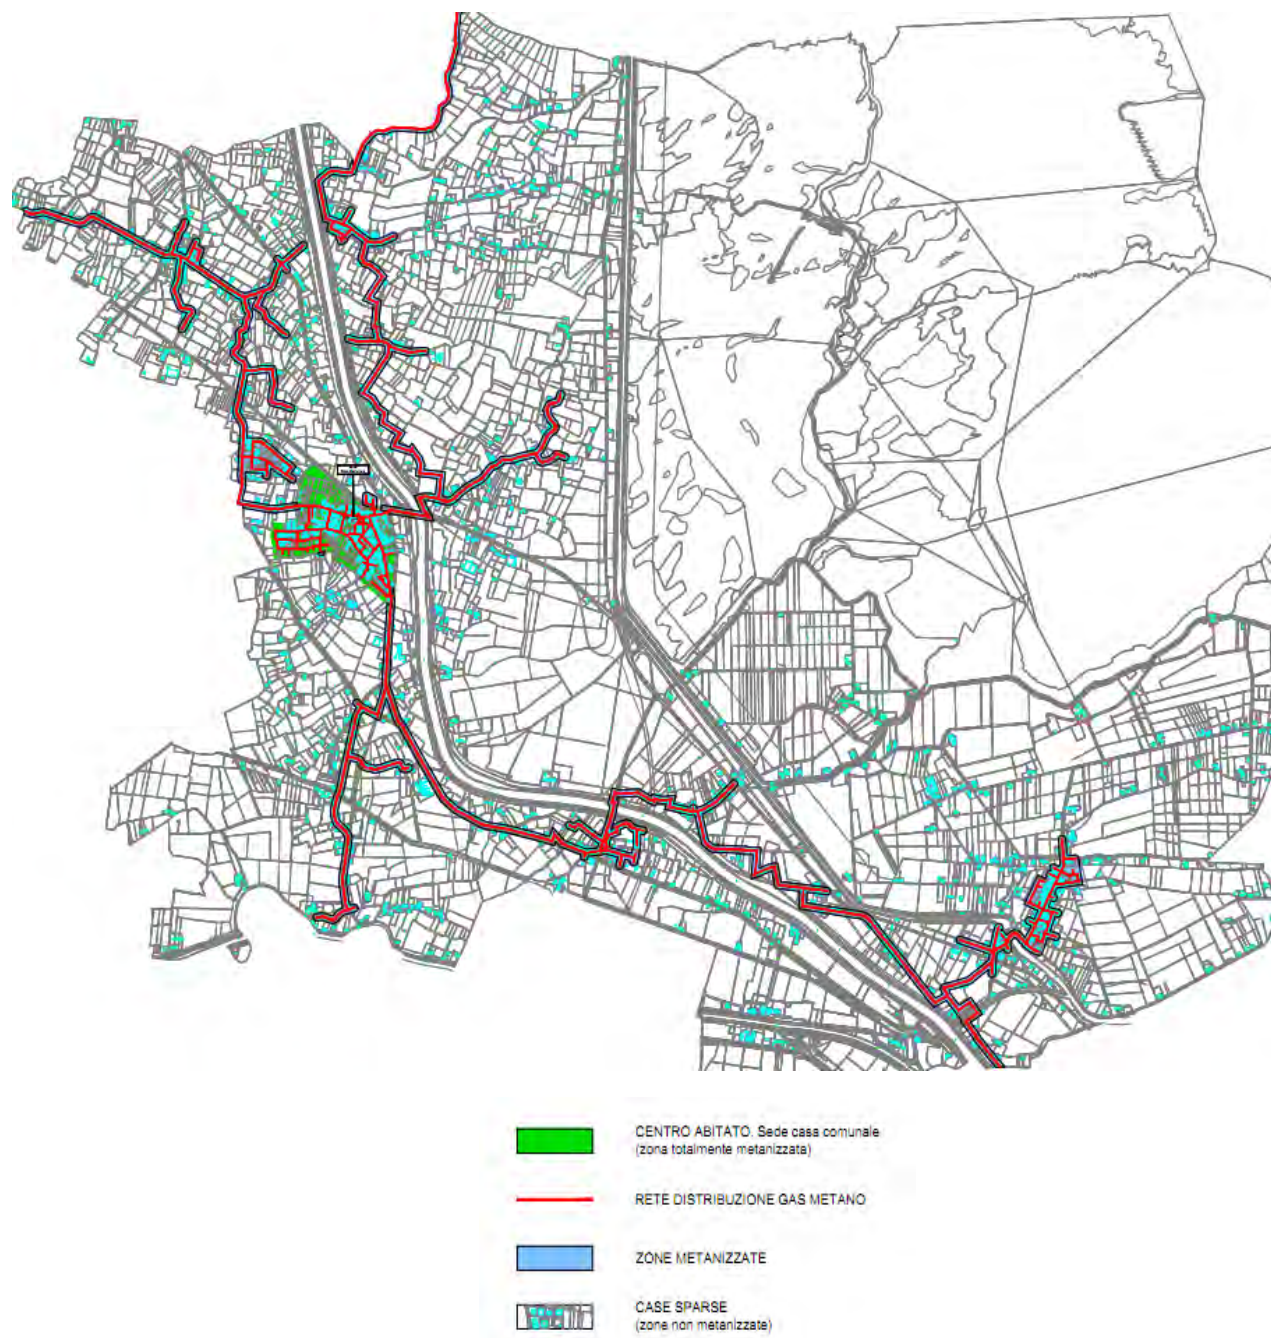 CENTRO ABITATO. Sede casa comunale
(zona totalmente metanizzata)
RETE DISTRIBUZIONE GAS METANO
ZONE METANIZZATE
CASE SPARSE
(zone non metanizzate)